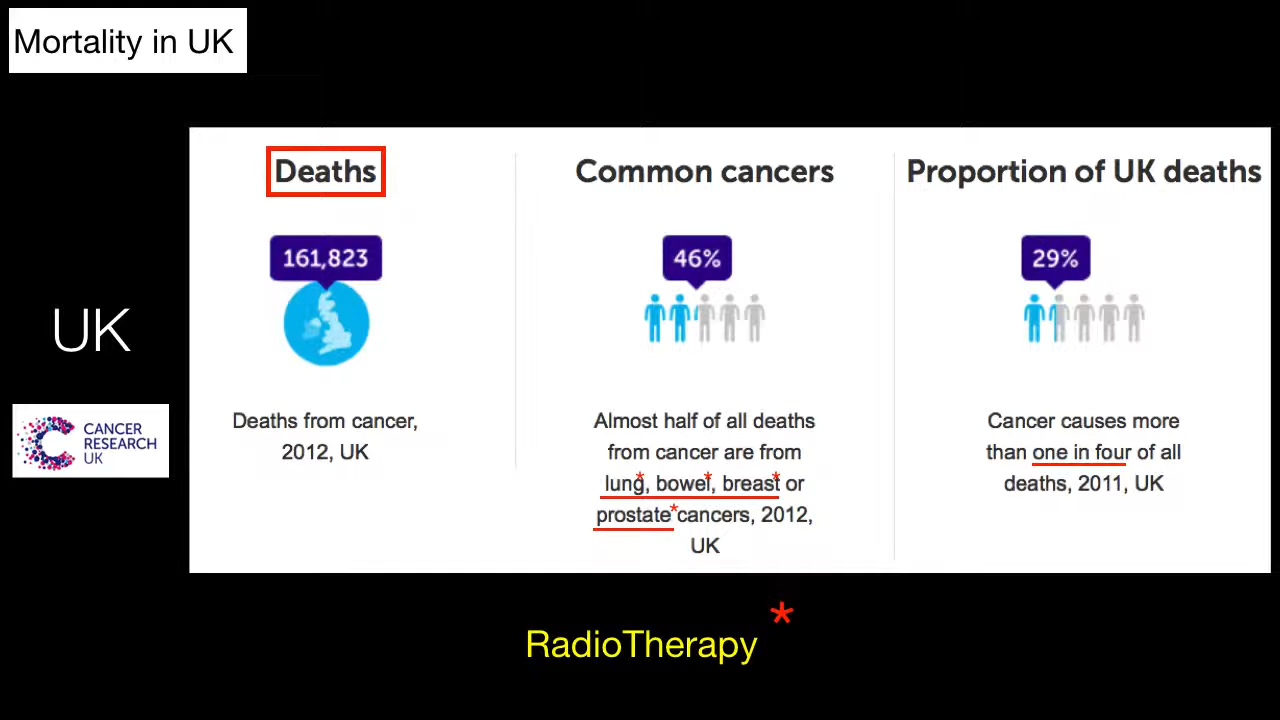 Mortality in UK
Deaths
161,823
Deaths from cancer,
2012, UK
Common cancers
46%
Almost half of all deaths
from cancer are from
lung*, bowel*, breast* or
prostate* cancers, 2012,
UK
Proportion of UK deaths
29%
Cancer causes more
than one in four of all
deaths, 2011, UK
UK
CANCER
RESEARCH
UK
RadioTherapy *